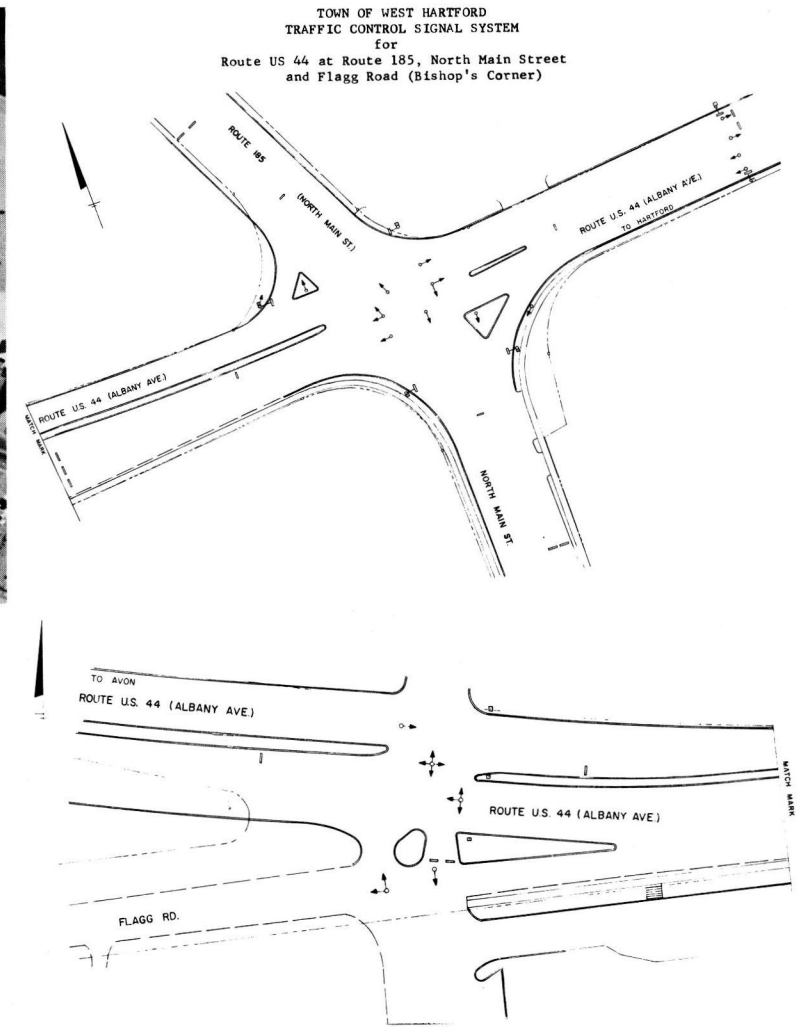 TOWN OF WEST HARTFORD
TRAFFIC CONTROL SIGNAL SYSTEM
for
Route US 44 at Route 185, North Main Street
and Flagg Road (Bishop's Corner)
ROUTE 185
(NORTH MAIN ST.)
ROUTE U.S. 44 (ALBANY AVE.)
TO HARTFORD
ROUTE U.S. 44 (ALBANY AVE.)
MATCH MARK
NORTH MAIN ST.
TO AVON
ROUTE U.S. 44 (ALBANY AVE.)
MATCH MARK
ROUTE U.S. 44 (ALBANY AVE.)
FLAGG RD.